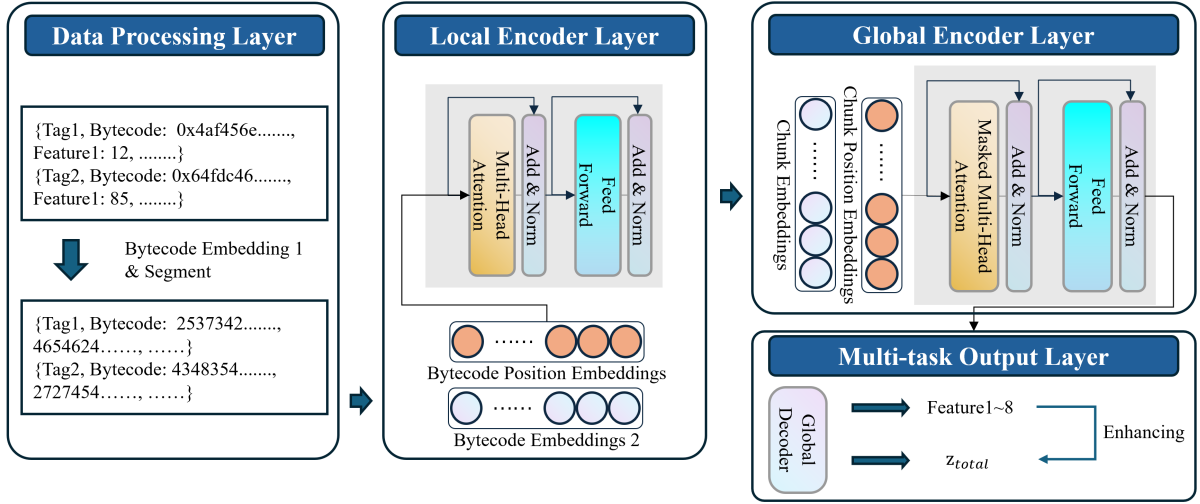 Data Processing Layer
{Tag1, Bytecode:  0x4af456e.......,
Feature1: 12, ........}
{Tag2, Bytecode: 0x64fdc46.......,
Feature1: 85, ........}
Bytecode Embedding 1
& Segment
{Tag1, Bytecode:  2537342.......,
4654624……, ……}
{Tag2, Bytecode: 4348354.......,
2727454……, ……}
Local Encoder Layer
Multi-Head
Attention
Add & Norm
Feed
Forward
Add & Norm
……
Bytecode Position Embeddings
……
Bytecode Embeddings 2
Global Encoder Layer
……
Chunk Embeddings
……
Chunk Position Embeddings
Masked Multi-Head
Attention
Add & Norm
Feed
Forward
Add & Norm
Multi-task Output Layer
Global
Decoder
Feature1~8
z_total
Enhancing